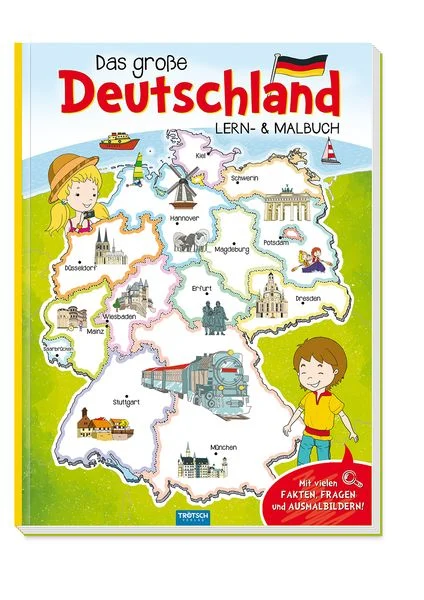 Das große
Deutschland
LERN- & MALBUCH
Kiel
Schwerin
Hannover
Potsdam
Magdeburg
Düsseldorf
Erfurt
Dresden
Wiesbaden
Mainz
Saarbrücken
Stuttgart
München
Mit vielen
FAKTEN, FRAGEN
und AUSMALBILDERN!
TRÖTSCH
VERLAG